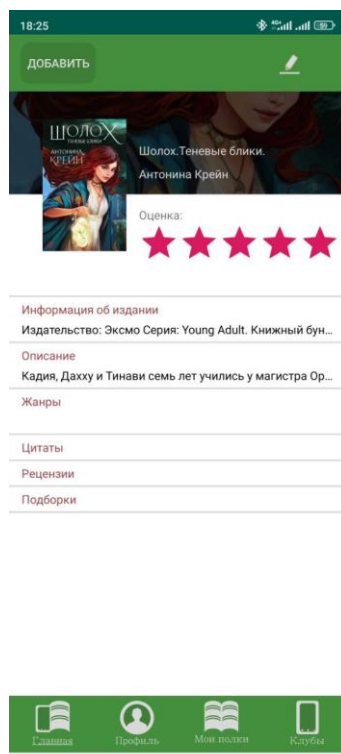 18:25
ДОБАВИТЬ
ШОЛОХ
ТЕНЕВЫЕ БЛИКИ
АНТОНИНА
КРЕЙН
Шолох.Теневые блики.
Антонина Крейн
Оценка:
Информация об издании
Издательство: Эксмо Серия: Young Adult. Книжный бун...
Описание
Кадия, Дахху и Тинави семь лет учились у магистра Ор...
Жанры
Цитаты
Рецензии
Подборки
Главная
Профиль
Мои полки
Клубы